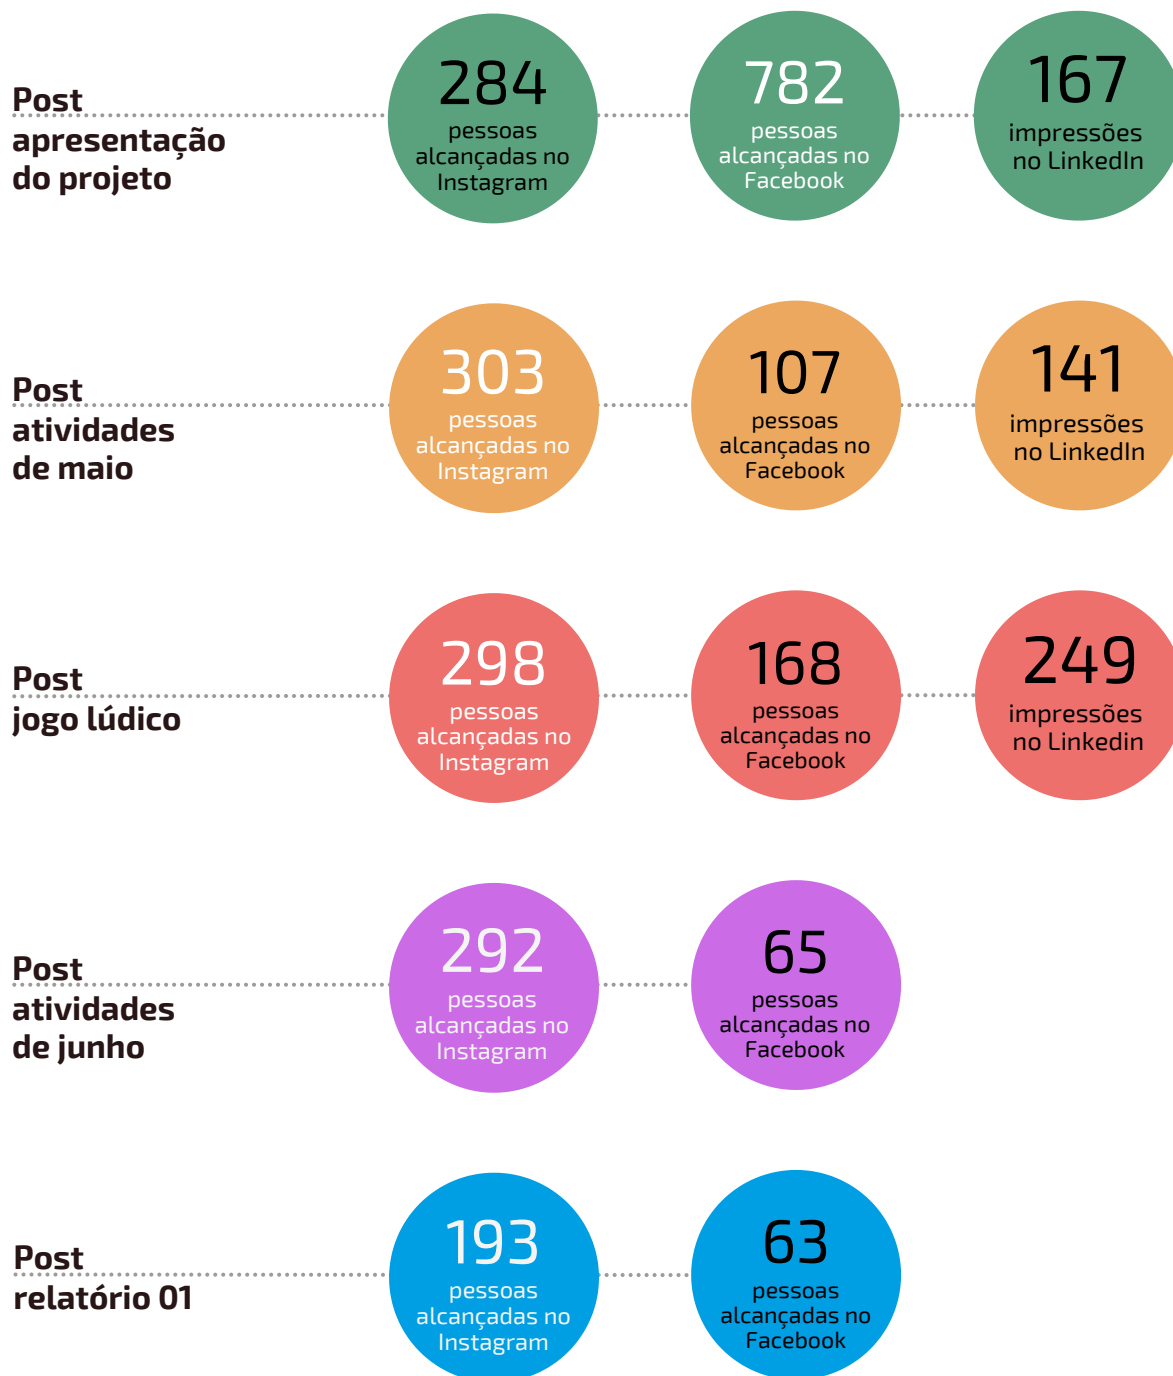 Post
apresentação
do projeto
284
pessoas
alcançadas no
Instagram
782
pessoas
alcançadas no
Facebook
167
impressões
no LinkedIn
Post
atividades
de maio
303
pessoas
alcançadas no
Instagram
107
pessoas
alcançadas no
Facebook
141
impressões
no LinkedIn
Post
jogo lúdico
298
pessoas
alcançadas no
Instagram
168
pessoas
alcançadas no
Facebook
249
impressões
no Linkedin
Post
atividades
de junho
292
pessoas
alcançadas no
Instagram
65
pessoas
alcançadas no
Facebook
Post
relatório 01
193
pessoas
alcançadas no
Instagram
63
pessoas
alcançadas no
Facebook